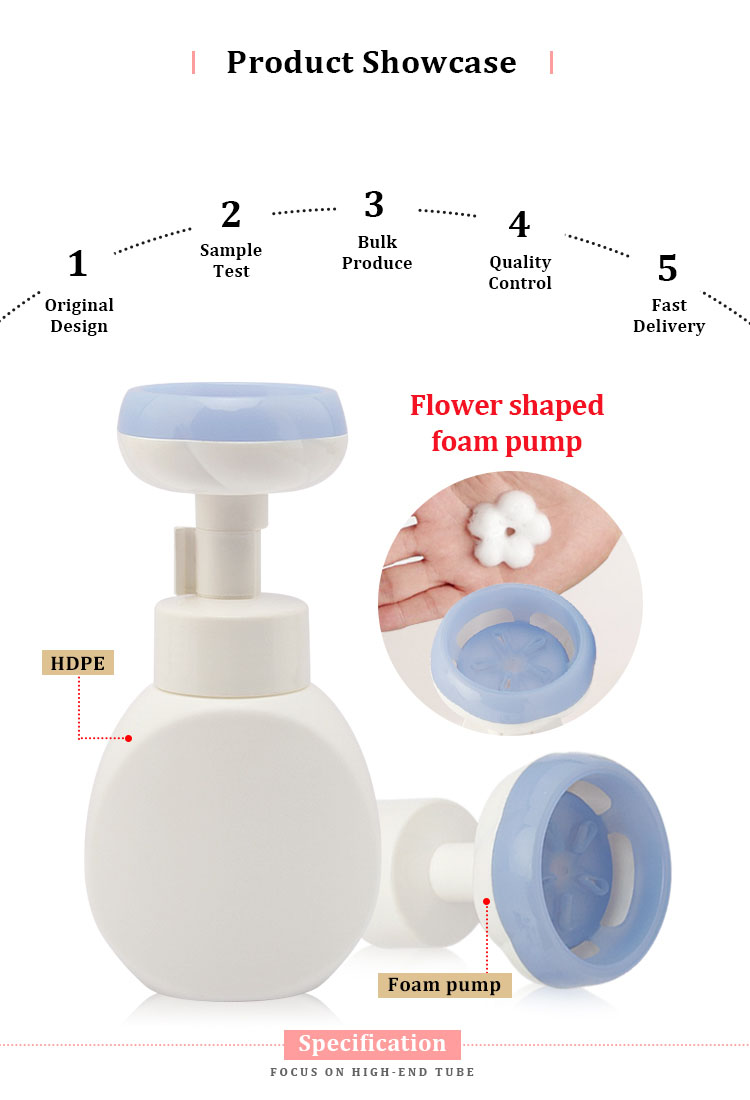 Product Showcase
1
Original
Design
2
Sample
Test
3
Bulk
Produce
4
Quality
Control
5
Fast
Delivery
Flower shaped
foam pump
HDPE
Foam pump
Specification
FOCUS ON HIGH-END TUBE